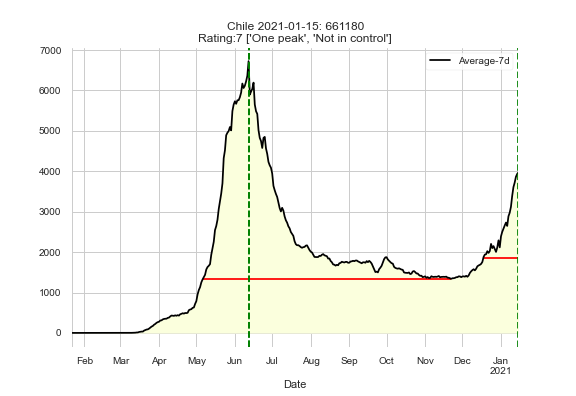 Chile 2021-01-15: 661180
Rating:7 ['One peak', 'Not in control']
Average-7d
7000
6000
5000
4000
3000
2000
1000
0
Feb Mar Apr May Jun Jul Aug Sep Oct Nov Dec Jan
2021
Date